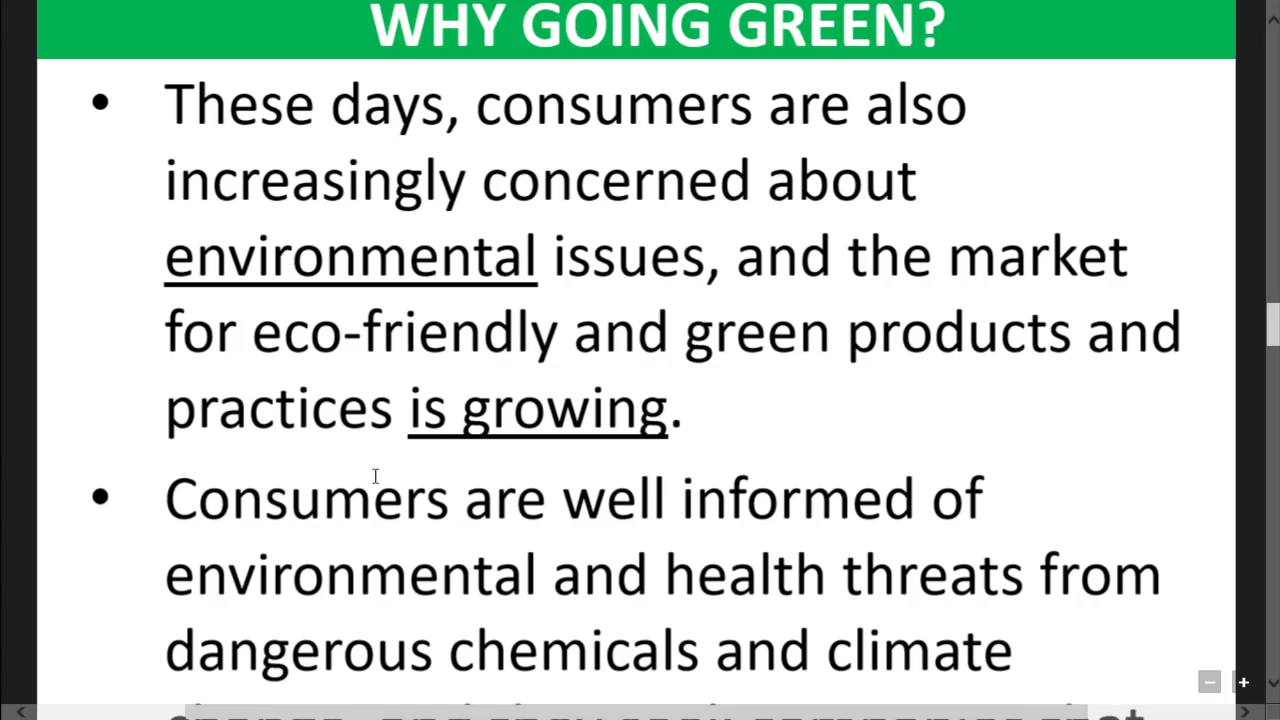 WHY GOING GREEN?
• These days, consumers are also
increasingly concerned about
environmental issues, and the market
for eco-friendly and green products and
practices is growing.
• Consumers are well informed of
environmental and health threats from
dangerous chemicals and climate